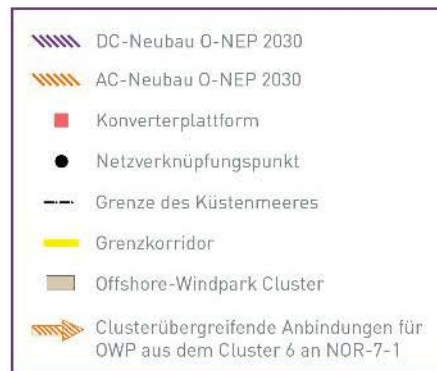 DC-Neubau O-NEP 2030
AC-Neubau O-NEP 2030
Konverterplattform
Netzverknüpfungspunkt
Grenze des Küstenmeeres
Grenzkorridor
Offshore-Windpark Cluster
Clusterübergreifende Anbindungen für
OWP aus dem Cluster 6 an NOR-7-1